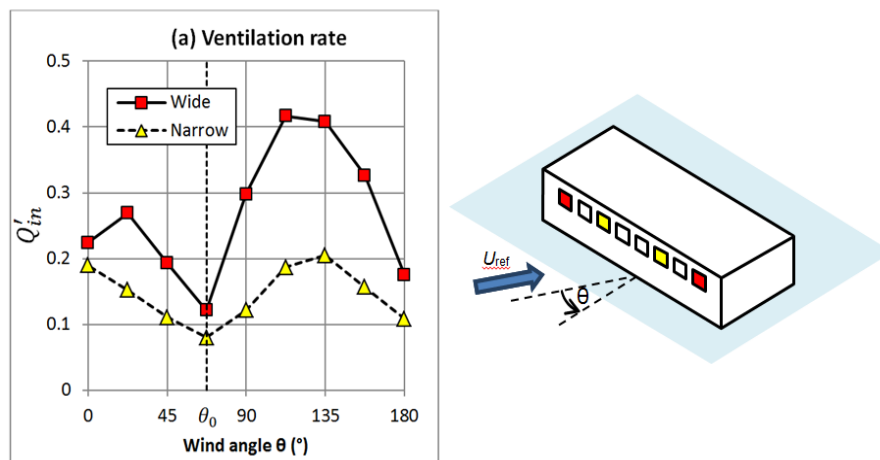 (a) Ventilation rate
0.5
0.4
0.3
0.2
0.1
0
Q′in
Wide
Narrow
0 45 θ0 90 135 180
Wind angle θ (°)
Uref
θ